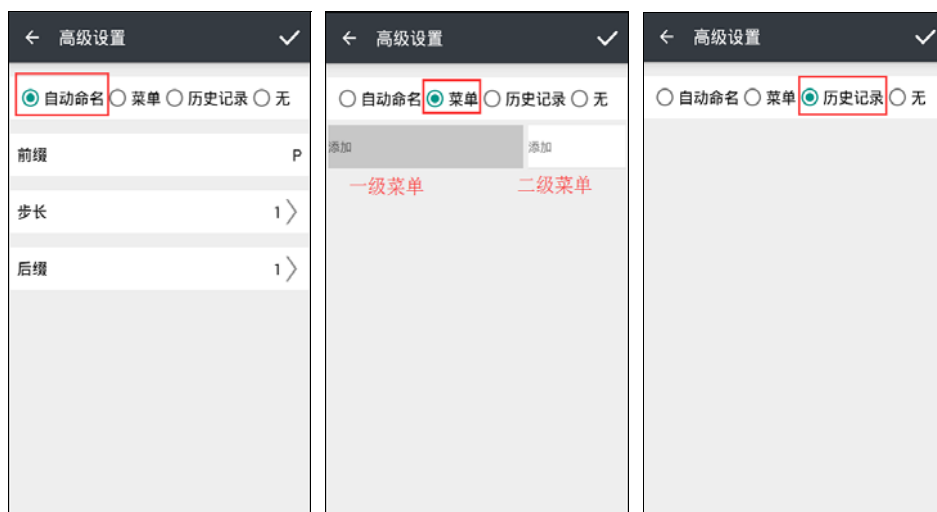 高级设置
自动命名 菜单 历史记录 无
前缀 P
步长 1
后缀 1
高级设置
自动命名 菜单 历史记录 无
添加 添加
一级菜单 二级菜单
高级设置
自动命名 菜单 历史记录 无